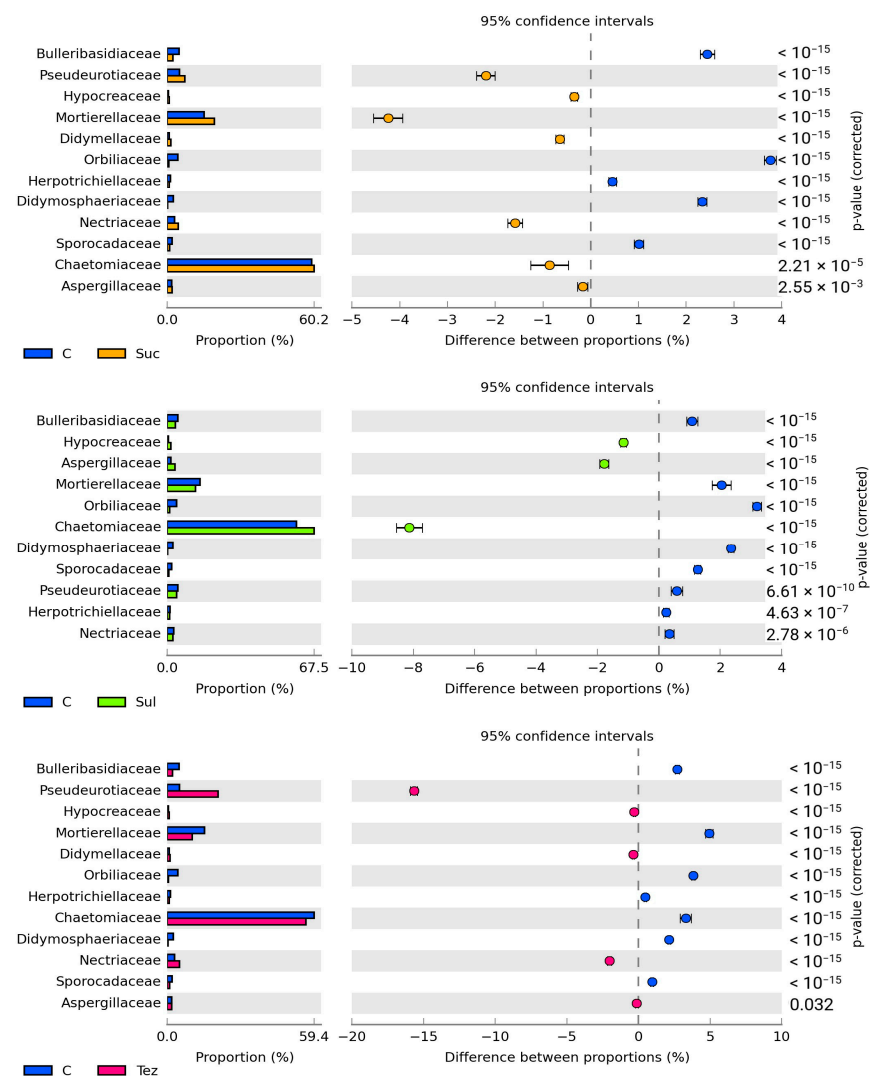 95% confidence intervals
Bulleribasidiaceae < 10⁻¹⁵
Pseudeurotiaceae < 10⁻¹⁵
Hypocreaceae < 10⁻¹⁵
Mortierellaceae < 10⁻¹⁵
Didymellaceae < 10⁻¹⁵
Orbiliaceae < 10⁻¹⁵
Herpotrichiellaceae < 10⁻¹⁵
Didymosphaeriaceae < 10⁻¹⁵
Nectriaceae < 10⁻¹⁵
Sporocadaceae < 10⁻¹⁵
Chaetomiaceae 2.21 × 10⁻⁵
Aspergillaceae 2.55 × 10⁻³
p-value (corrected)
0.0 60.2 −5 −4 −3 −2 −1 0 1 2 3 4
Proportion (%) Difference between proportions (%)
C Suc
95% confidence intervals
Bulleribasidiaceae < 10⁻¹⁵
Hypocreaceae < 10⁻¹⁵
Aspergillaceae < 10⁻¹⁵
Mortierellaceae < 10⁻¹⁵
Orbiliaceae < 10⁻¹⁵
Chaetomiaceae < 10⁻¹⁵
Didymosphaeriaceae < 10⁻¹⁵
Sporocadaceae < 10⁻¹⁵
Pseudeurotiaceae 6.61 × 10⁻¹⁰
Herpotrichiellaceae 4.63 × 10⁻⁷
Nectriaceae 2.78 × 10⁻⁶
p-value (corrected)
0.0 67.5 −10 −8 −6 −4 −2 0 2 4
Proportion (%) Difference between proportions (%)
C Sul
95% confidence intervals
Bulleribasidiaceae < 10⁻¹⁵
Pseudeurotiaceae < 10⁻¹⁵
Hypocreaceae < 10⁻¹⁵
Mortierellaceae < 10⁻¹⁵
Didymellaceae < 10⁻¹⁵
Orbiliaceae < 10⁻¹⁵
Herpotrichiellaceae < 10⁻¹⁵
Chaetomiaceae < 10⁻¹⁵
Didymosphaeriaceae < 10⁻¹⁵
Nectriaceae < 10⁻¹⁵
Sporocadaceae < 10⁻¹⁵
Aspergillaceae 0.032
p-value (corrected)
0.0 59.4 −20 −15 −10 −5 0 5 10
Proportion (%) Difference between proportions (%)
C Tez